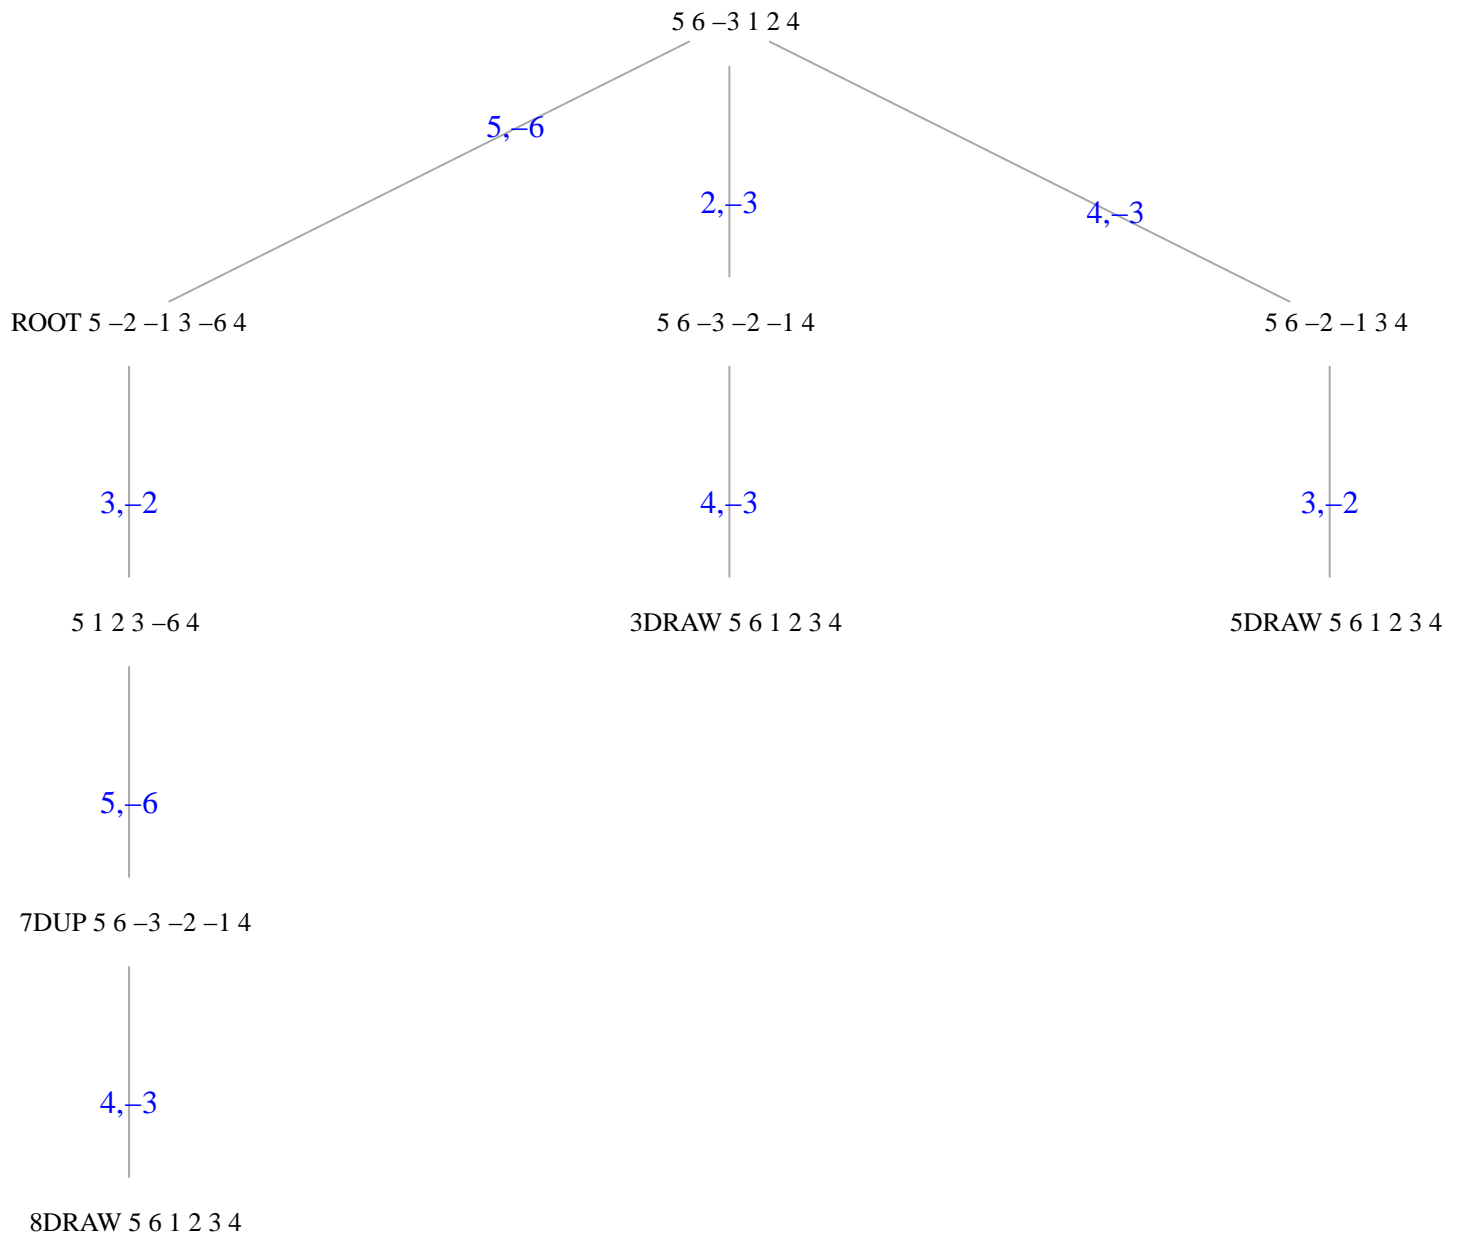 5 6 –3 1 2 4
5,–6
2,–3
4,–3
ROOT 5 –2 –1 3 –6 4
5 6 –3 –2 –1 4
5 6 –2 –1 3 4
3,–2
4,–3
3,–2
5 1 2 3 –6 4
3DRAW 5 6 1 2 3 4
5DRAW 5 6 1 2 3 4
5,–6
7DUP 5 6 –3 –2 –1 4
4,–3
8DRAW 5 6 1 2 3 4